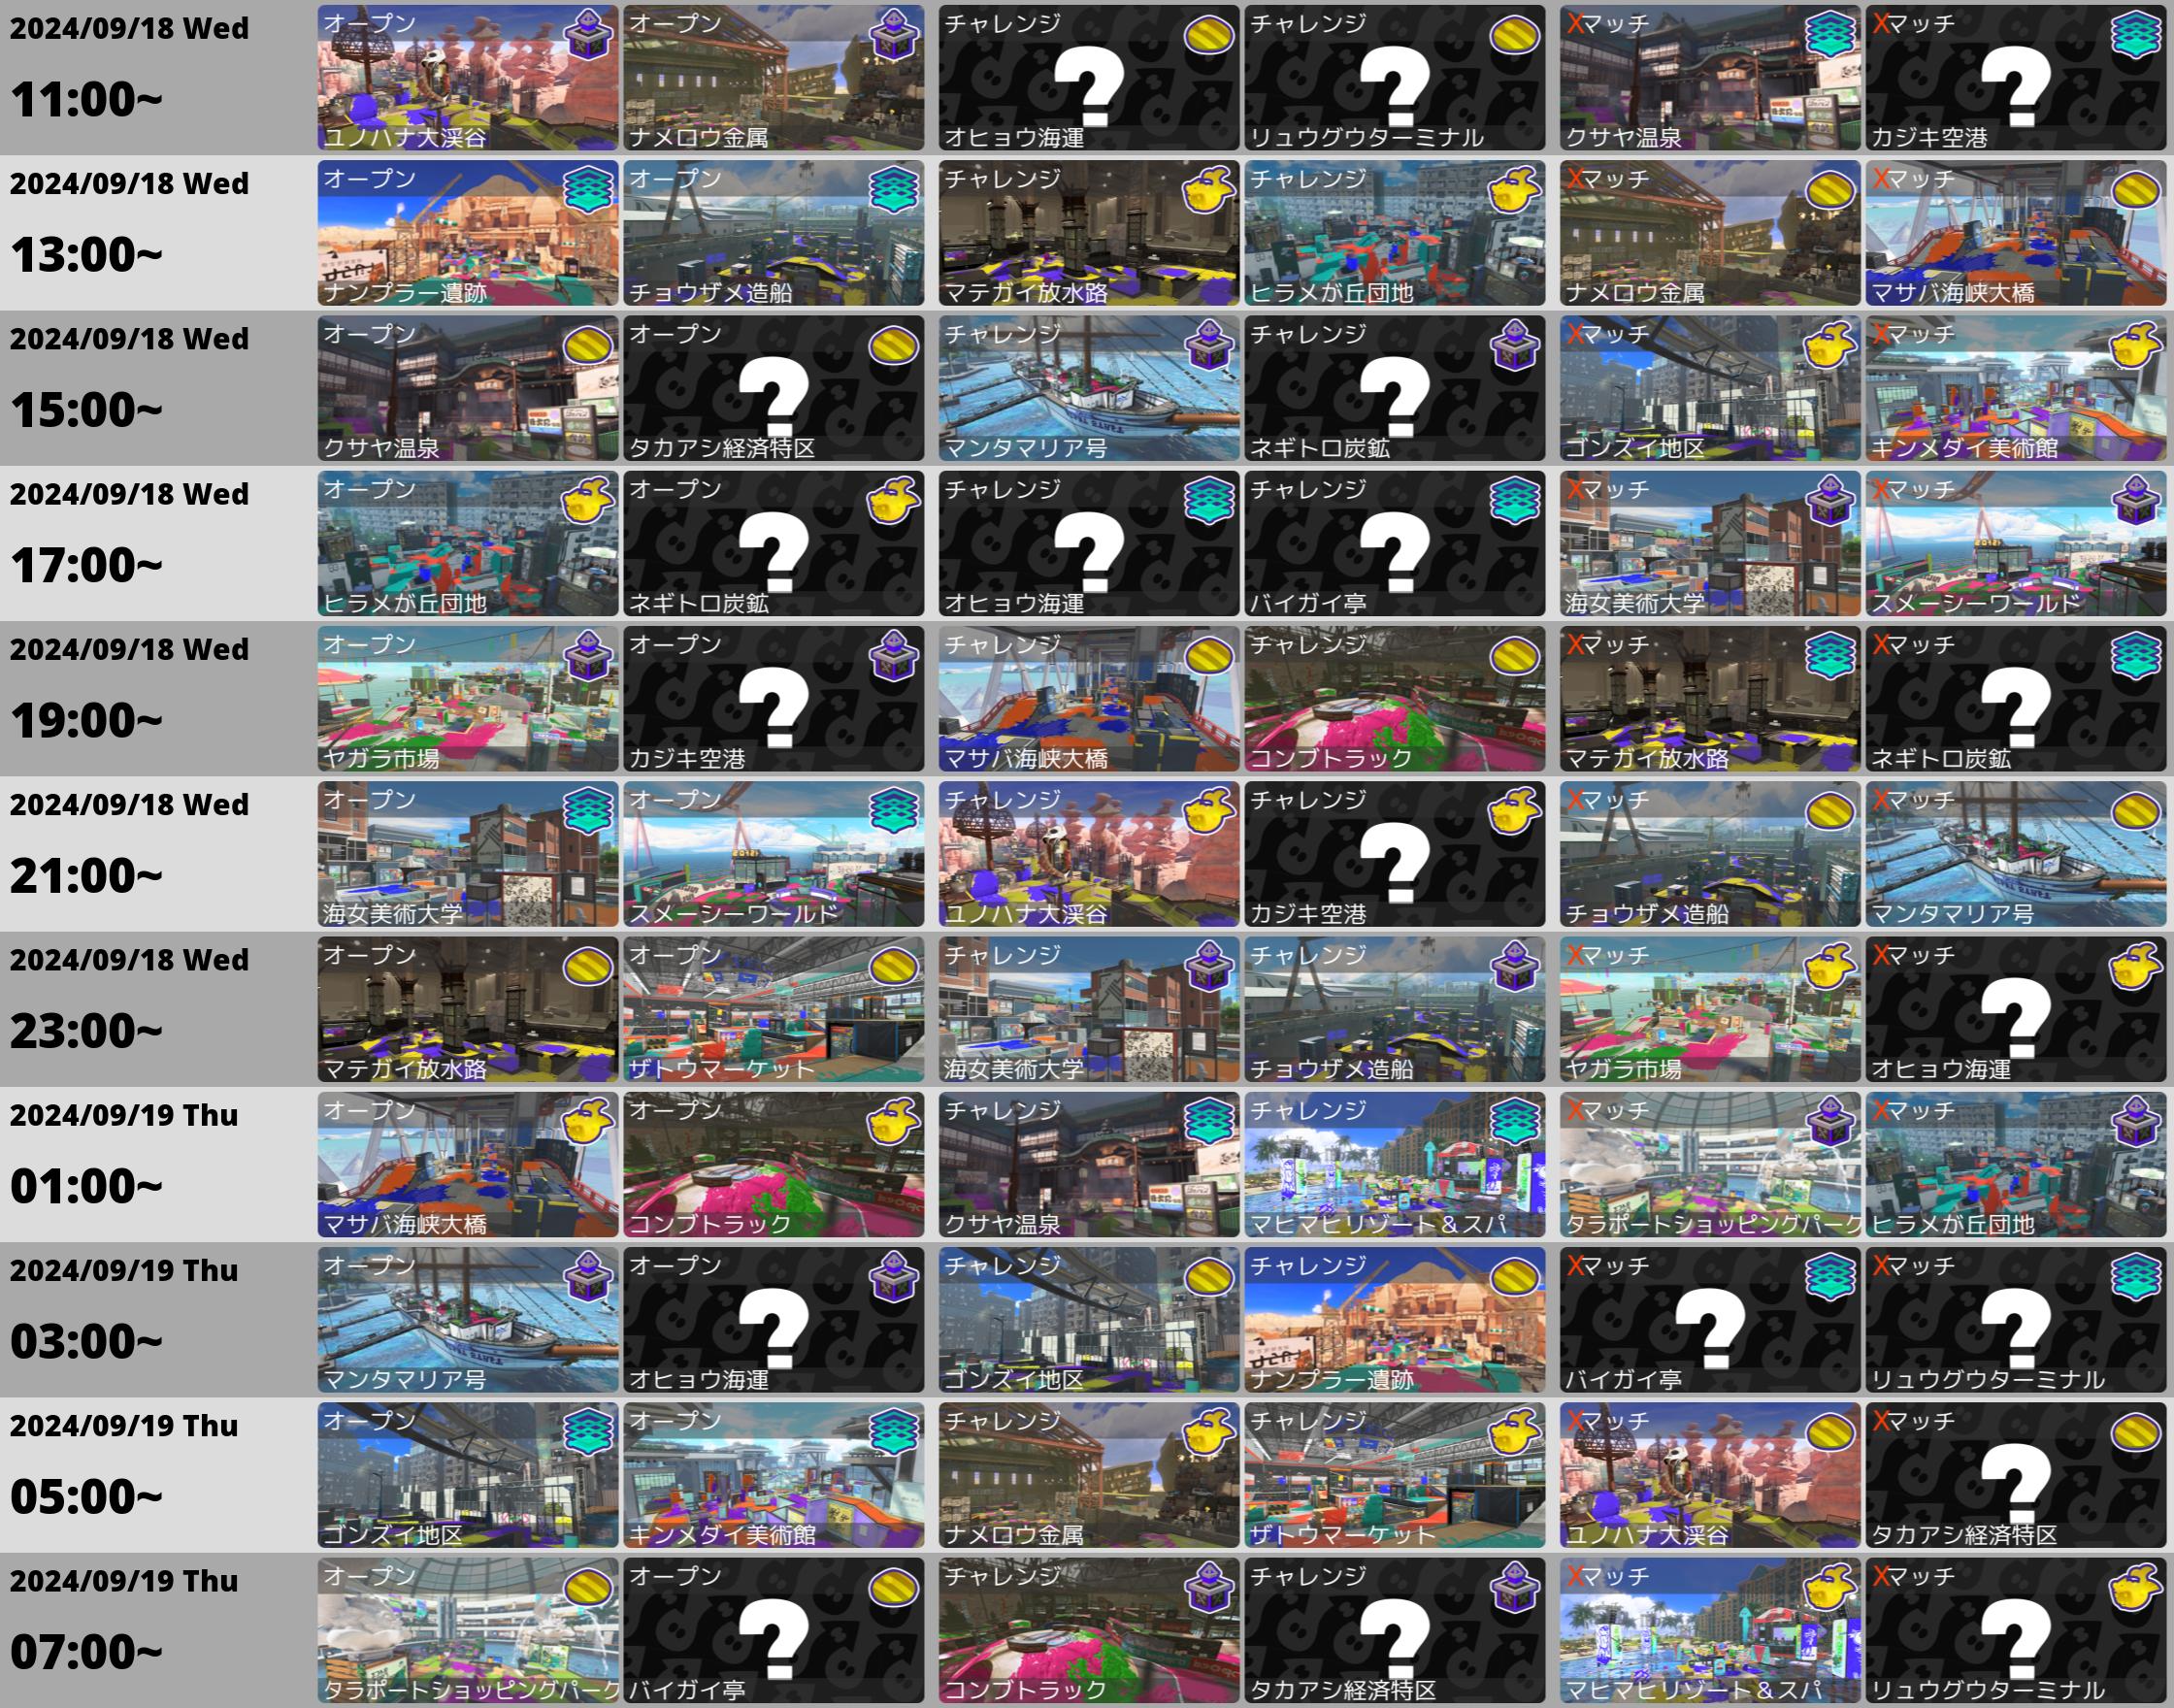 2024/09/18 Wed
11:00~
オープン オープン チャレンジ チャレンジ Xマッチ Xマッチ
ユノハナ大渓谷 ナメロウ金属 オヒョウ海運 リュウグウターミナル クサヤ温泉 カジキ空港
2024/09/18 Wed
13:00~
オープン オープン チャレンジ チャレンジ Xマッチ Xマッチ
ナンプラー遺跡 チョウザメ造船 マテガイ放水路 ヒラメが丘団地 ナメロウ金属 マサバ海峡大橋
2024/09/18 Wed
15:00~
オープン オープン チャレンジ チャレンジ Xマッチ Xマッチ
クサヤ温泉 タカアシ経済特区 マンタマリア号 ネギトロ炭鉱 ゴンズイ地区 キンメダイ美術館
2024/09/18 Wed
17:00~
オープン オープン チャレンジ チャレンジ Xマッチ Xマッチ
ヒラメが丘団地 ネギトロ炭鉱 オヒョウ海運 バイガイ亭 海女美術大学 スメーシーワールド
2024/09/18 Wed
19:00~
オープン オープン チャレンジ チャレンジ Xマッチ Xマッチ
ヤガラ市場 カジキ空港 マサバ海峡大橋 コンブトラック マテガイ放水路 ネギトロ炭鉱
2024/09/18 Wed
21:00~
オープン オープン チャレンジ チャレンジ Xマッチ Xマッチ
海女美術大学 スメーシーワールド ユノハナ大渓谷 カジキ空港 チョウザメ造船 マンタマリア号
2024/09/18 Wed
23:00~
オープン オープン チャレンジ チャレンジ Xマッチ Xマッチ
マテガイ放水路 ザトウマーケット 海女美術大学 チョウザメ造船 ヤガラ市場 オヒョウ海運
2024/09/19 Thu
01:00~
オープン オープン チャレンジ チャレンジ Xマッチ Xマッチ
マサバ海峡大橋 コンブトラック クサヤ温泉 マヒマヒリゾート&スパ タラポートショッピングパーク ヒラメが丘団地
2024/09/19 Thu
03:00~
オープン オープン チャレンジ チャレンジ Xマッチ Xマッチ
マンタマリア号 オヒョウ海運 ゴンズイ地区 ナンプラー遺跡 バイガイ亭 リュウグウターミナル
2024/09/19 Thu
05:00~
オープン オープン チャレンジ チャレンジ Xマッチ Xマッチ
ゴンズイ地区 キンメダイ美術館 ナメロウ金属 ザトウマーケット ユノハナ大渓谷 タカアシ経済特区
2024/09/19 Thu
07:00~
オープン オープン チャレンジ チャレンジ Xマッチ Xマッチ
タラポートショッピングパーク バイガイ亭 コンブトラック タカアシ経済特区 マヒマヒリゾート&スパ リュウグウターミナル